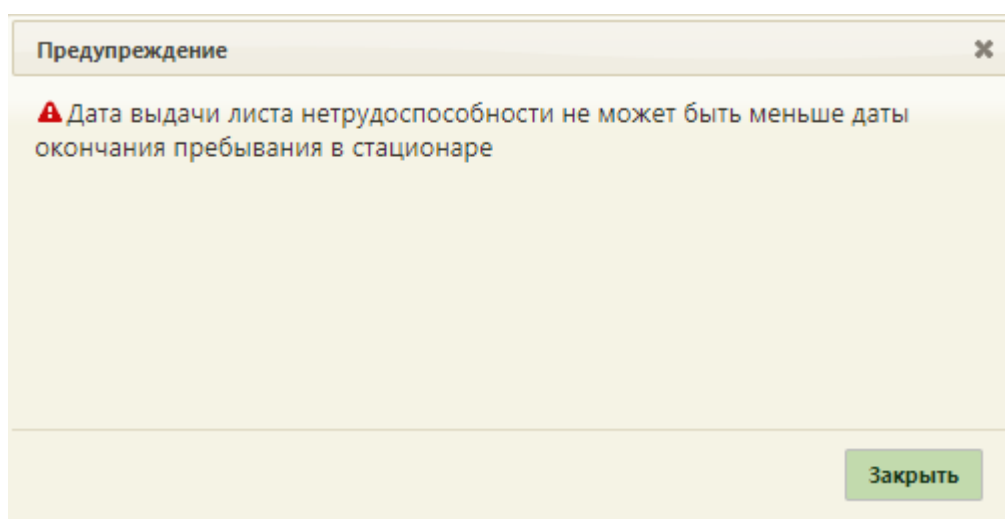 Предупреждение
Дата выдачи листа нетрудоспособности не может быть меньше даты
окончания пребывания в стационаре
Закрыть